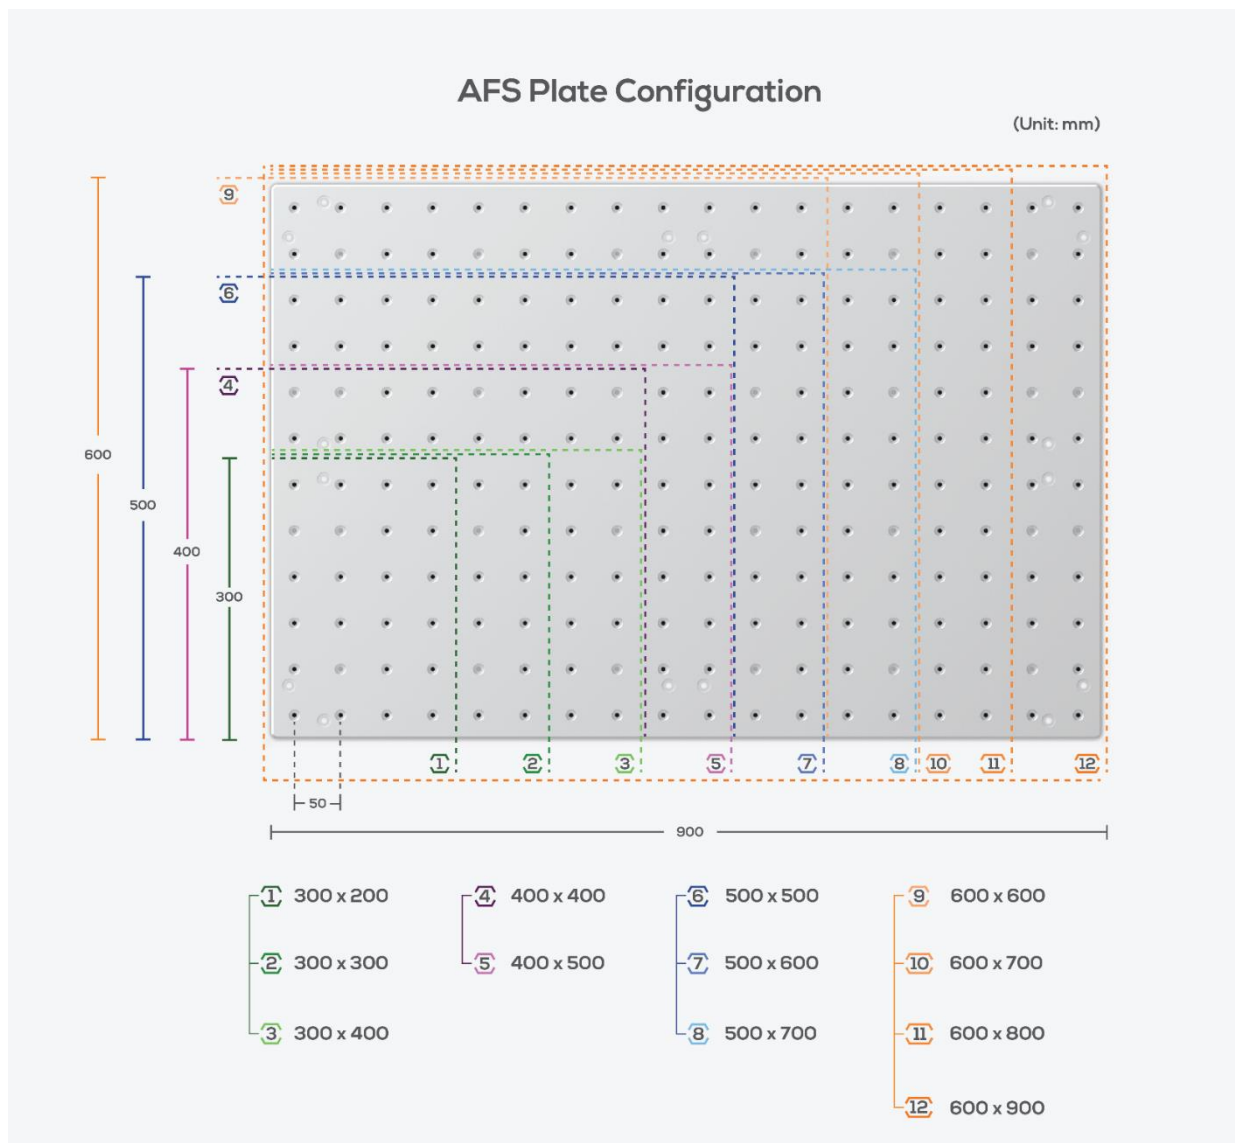 AFS Plate Configuration
(Unit: mm)
9
6
4
600
500
400
300
1
2
3
5
7
8
10
11
12
50
900
1 300 x 200
4 400 x 400
6 500 x 500
9 600 x 600
2 300 x 300
5 400 x 500
7 500 x 600
10 600 x 700
3 300 x 400
8 500 x 700
11 600 x 800
12 600 x 900